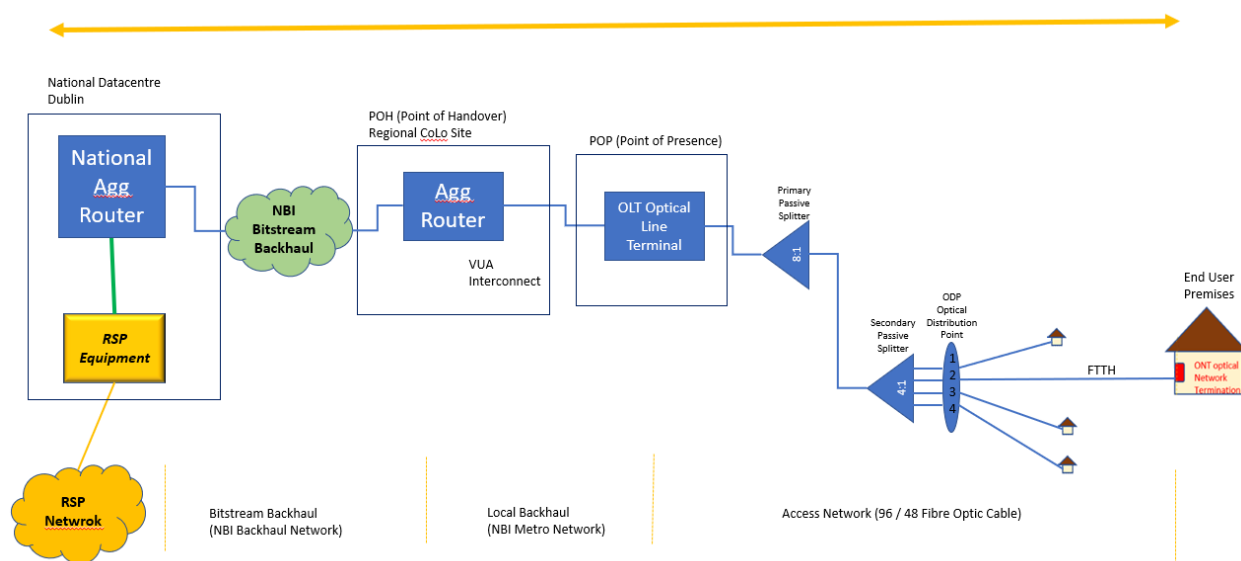 National Datacentre
Dublin
National
Agg
Router
RSP
Equipment
RSP
Netwrok
NBI
Bitstream
Backhaul
POH (Point of Handover)
Regional CoLo Site
Agg
Router
VUA
Interconnect
POP (Point of Presence)
OLT Optical
Line
Terminal
Primary
Passive
Splitter
8:1
Secondary
Passive
Splitter
4:1
ODP
Optical
Distribution
Point
1
2
3
4
FTTH
End User
Premises
ONT optical
Network
Termination
Bitstream Backhaul
(NBI Backhaul Network)
Local Backhaul
(NBI Metro Network)
Access Network (96 / 48 Fibre Optic Cable)